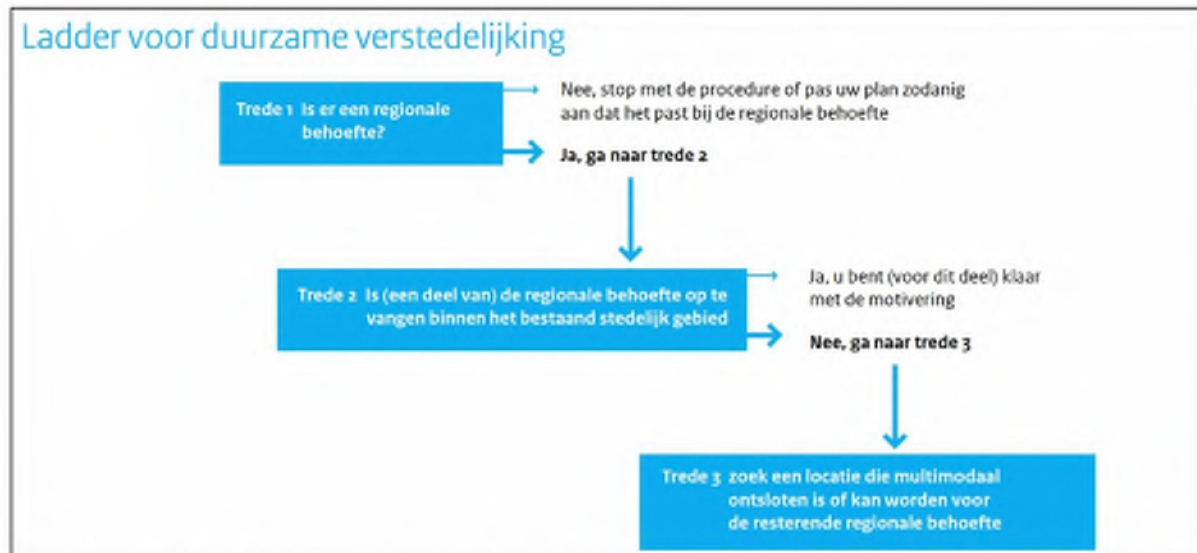 Ladder voor duurzame verstedelijking
Trede 1 Is er een regionale
behoefte?
Nee, stop met de procedure of pas uw plan zodanig
aan dat het past bij de regionale behoefte
Ja, ga naar trede 2
Trede 2 Is (een deel van) de regionale behoefte op te
vangen binnen het bestaand stedelijk gebied
Ja, u bent (voor dit deel) klaar
met de motivering
Nee, ga naar trede 3
Trede 3 zoek een locatie die multimodaal
ontsloten is of kan worden voor
de resterende regionale behoefte